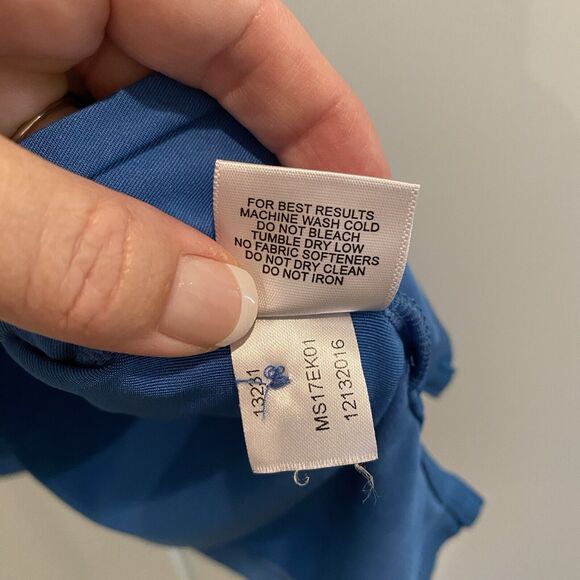 FOR BEST RESULTS
MACHINE WASH COLD
DO NOT BLEACH
TUMBLE DRY LOW
NO FABRIC SOFTENERS
DO NOT DRY CLEAN
DO NOT IRON
MS17EK01
12132016